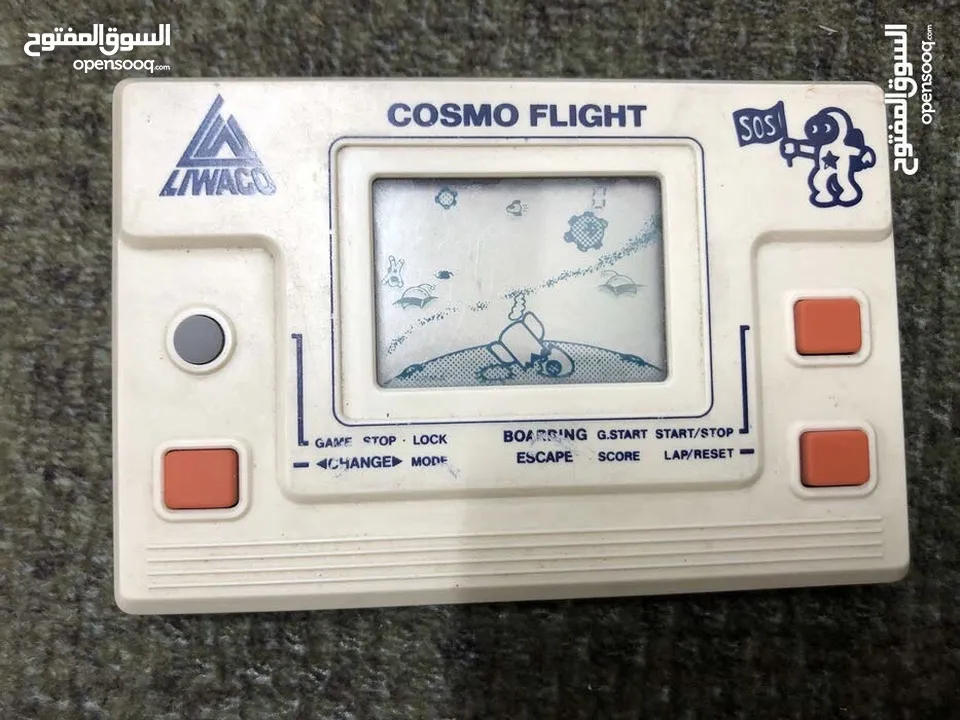 السوق المفتوح
opensooq.com
السوق المفتوح
opensooq.com
COSMO FLIGHT
LIWACO
SOS!
GAME STOP · LOCK
◀CHANGE▶ MODE
BOARDING G.START START/STOP
ESCAPE SCORE LAP/RESET